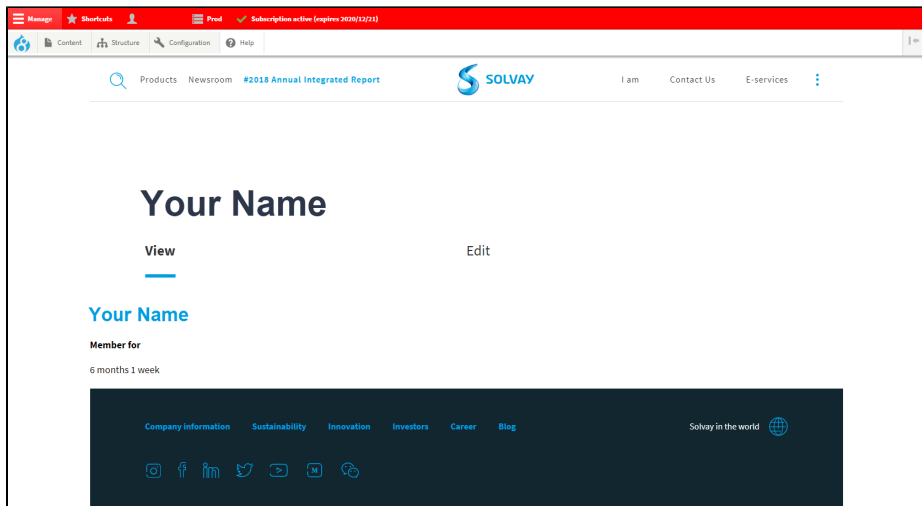 Manage Shortcuts Prod Subscription active (expires 2020/12/21)
Content Structure Configuration Help
Products Newsroom #2018 Annual Integrated Report SOLVAY I am Contact Us E-services
Your Name
View Edit
Your Name
Member for
6 months 1 week
Company information Sustainability Innovation Investors Career Blog Solvay in the world